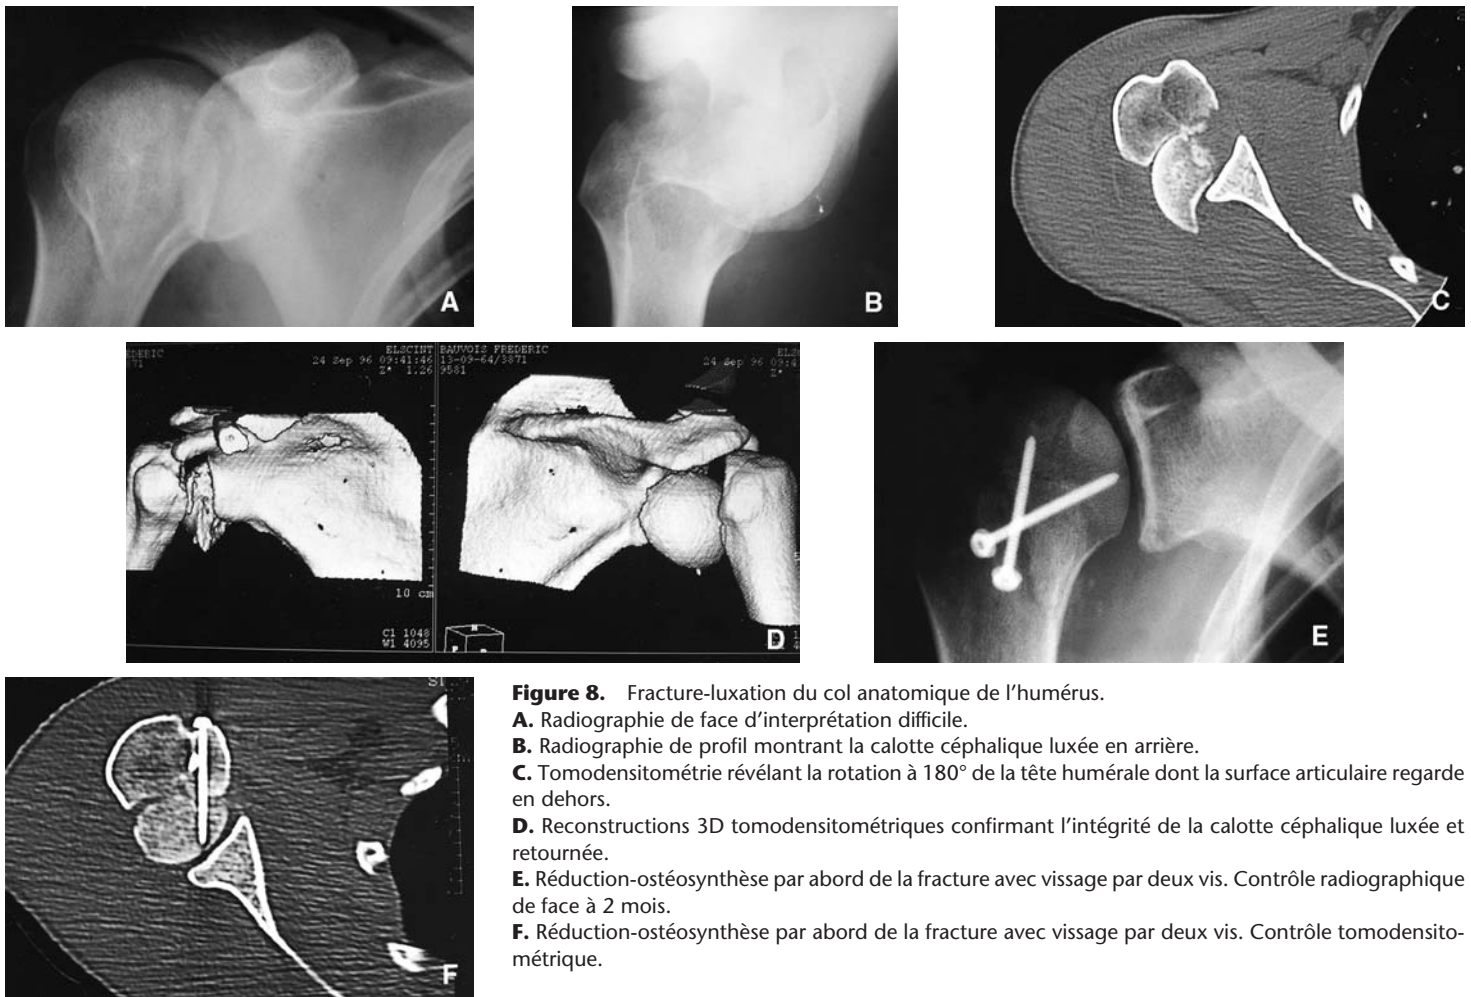 A
B
C
EDERIC
71
ELSCINT
24 Sep 96 09:41:46
Z* 1.26
BAUVOIS FREDERIC
13-09-64/3871
9581
24 Sep 96 09:4
Z*
10 cm
C1 1048
W1 4095
D
E
SI
F
Figure 8. Fracture-luxation du col anatomique de l’humérus.
A. Radiographie de face d’interprétation difficile.
B. Radiographie de profil montrant la calotte céphalique luxée en arrière.
C. Tomodensitométrie révélant la rotation à 180° de la tête humérale dont la surface articulaire regarde
en dehors.
D. Reconstructions 3D tomodensitométriques confirmant l’intégrité de la calotte céphalique luxée et
retournée.
E. Réduction-ostéosynthèse par abord de la fracture avec vissage par deux vis. Contrôle radiographique
de face à 2 mois.
F. Réduction-ostéosynthèse par abord de la fracture avec vissage par deux vis. Contrôle tomodensito-
métrique.